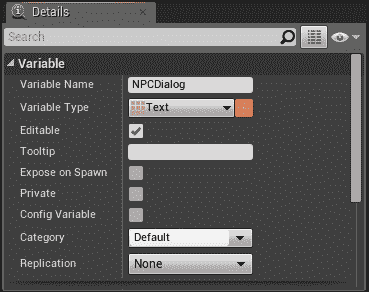 Details
Search
Variable
Variable Name NPCDialog
Variable Type Text
Editable
Tooltip
Expose on Spawn
Private
Config Variable
Category Default
Replication None